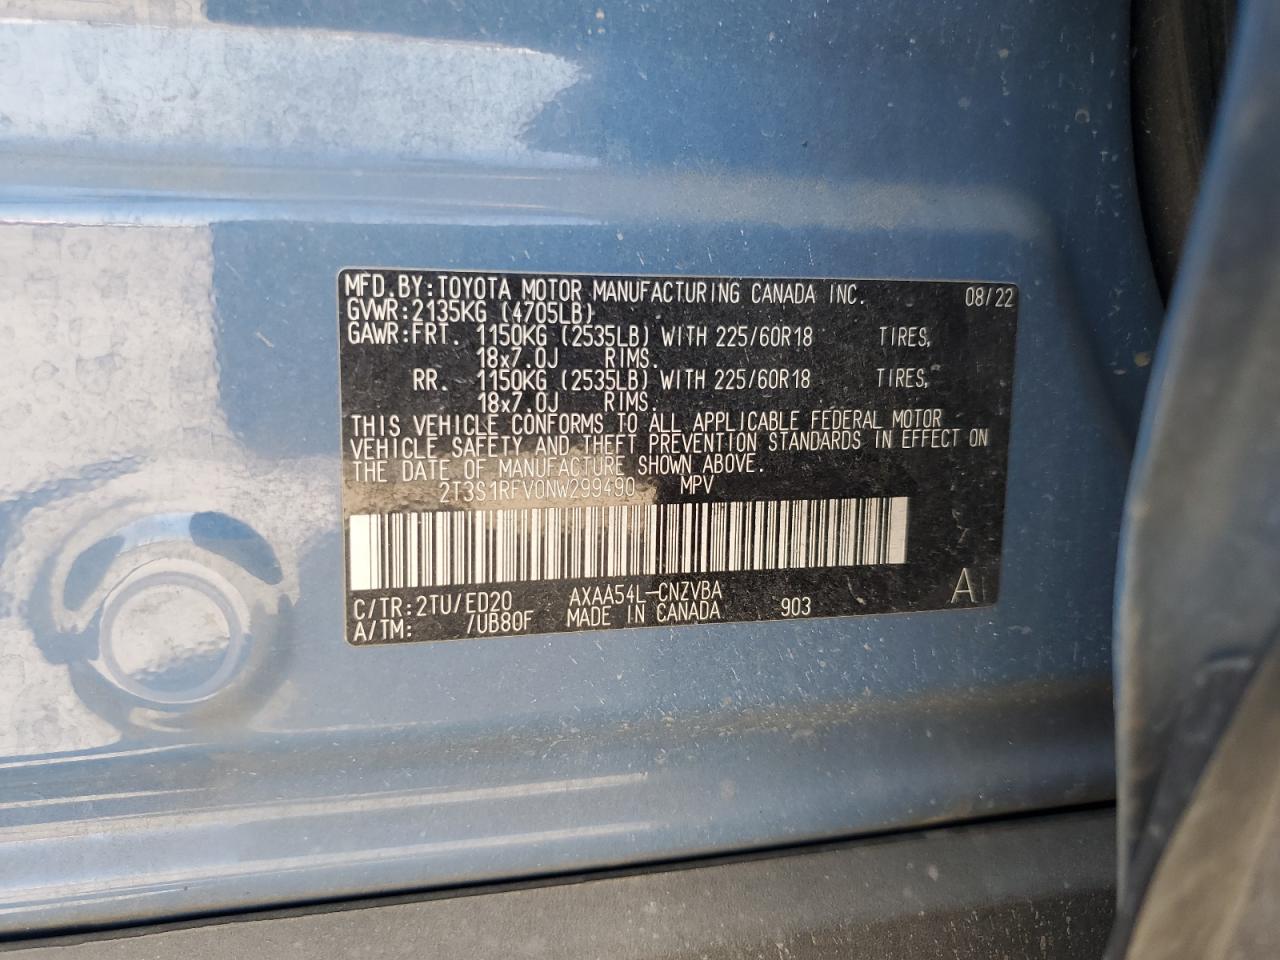 MFD.BY:TOYOTA MOTOR MANUFACTURING CANADA INC. 08/22
GVWR:2135KG (4705LB)
GAWR:FRT. 1150KG (2535LB) WITH 225/60R18 TIRES,
18x7.0J RIMS.
RR. 1150KG (2535LB) WITH 225/60R18 TIRES,
18x7.0J RIMS.
THIS VEHICLE CONFORMS TO ALL APPLICABLE FEDERAL MOTOR
VEHICLE SAFETY AND THEFT PREVENTION STANDARDS IN EFFECT ON
THE DATE OF MANUFACTURE SHOWN ABOVE.
2T3S1RFV0NW299490 MPV
C/TR:2TU/ED20 AXAA54L-CNZVBA A
A/TM: /UB80F MADE IN CANADA 903